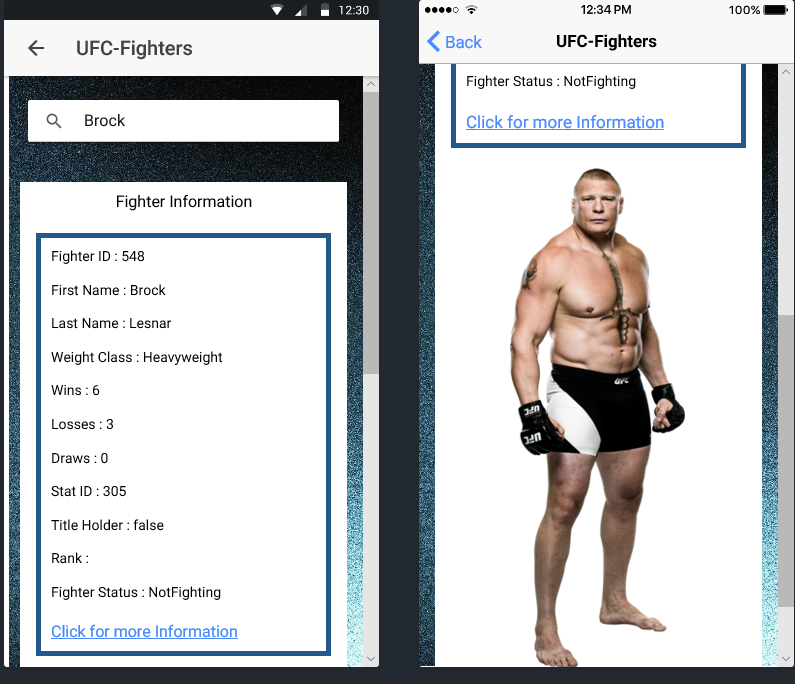 12:30
UFC-Fighters
Brock
Fighter Information
Fighter ID : 548
First Name : Brock
Last Name : Lesnar
Weight Class : Heavyweight
Wins : 6
Losses : 3
Draws : 0
Stat ID : 305
Title Holder : false
Rank :
Fighter Status : NotFighting
Click for more Information
12:34 PM
100%
Back
UFC-Fighters
Fighter Status : NotFighting
Click for more Information
UFC
UFC
UFC